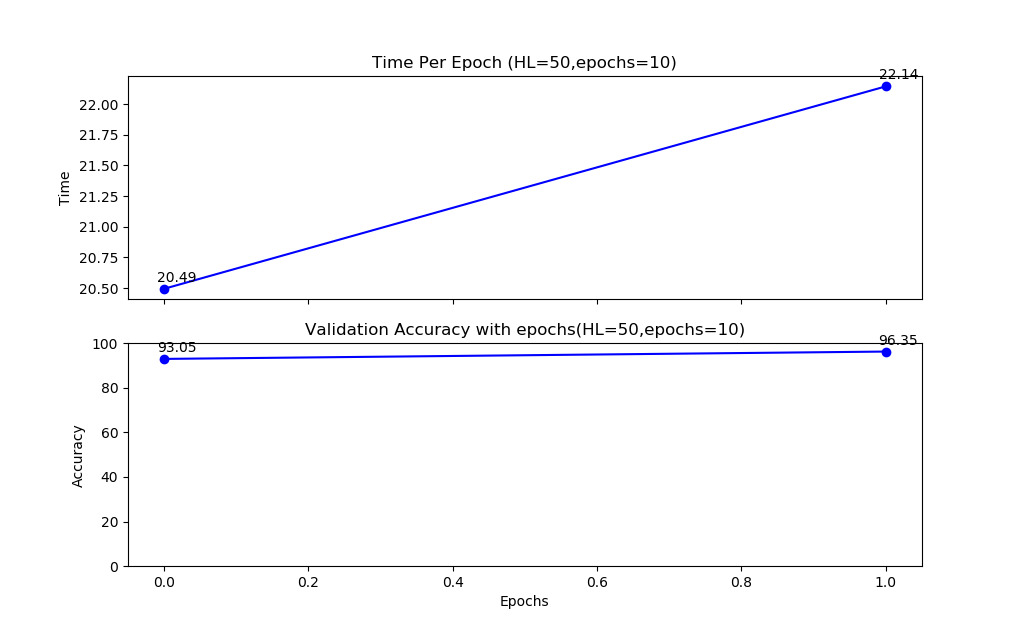 Time Per Epoch (HL=50,epochs=10)
22.14
22.00
21.75
21.50
21.25
21.00
20.75
20.50
Time
20.49
Validation Accuracy with epochs(HL=50,epochs=10)
93.05
96.35
100
80
60
40
20
0
Accuracy
0.0 0.2 0.4 0.6 0.8 1.0
Epochs